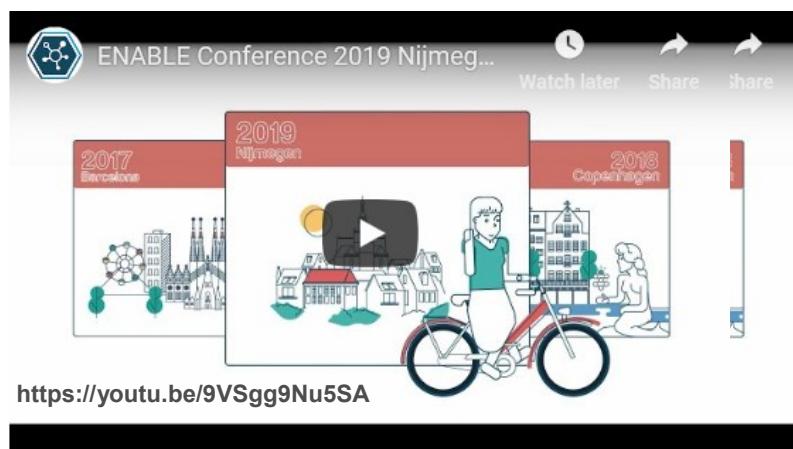 ENABLE Conference 2019 Nijmeg...
Watch later
Share
Share
2017
Barcelona
2019
Nijmegen
2018
Copenhagen
https://youtu.be/9VSgg9Nu5SA